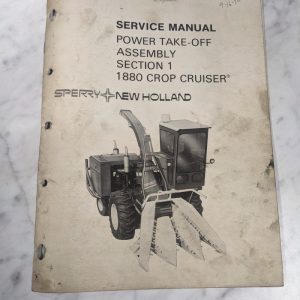 SERVICE MANUAL
POWER TAKE-OFF
ASSEMBLY
SECTION 1
1880 CROP CRUISER®
SPERRY NEW HOLLAND